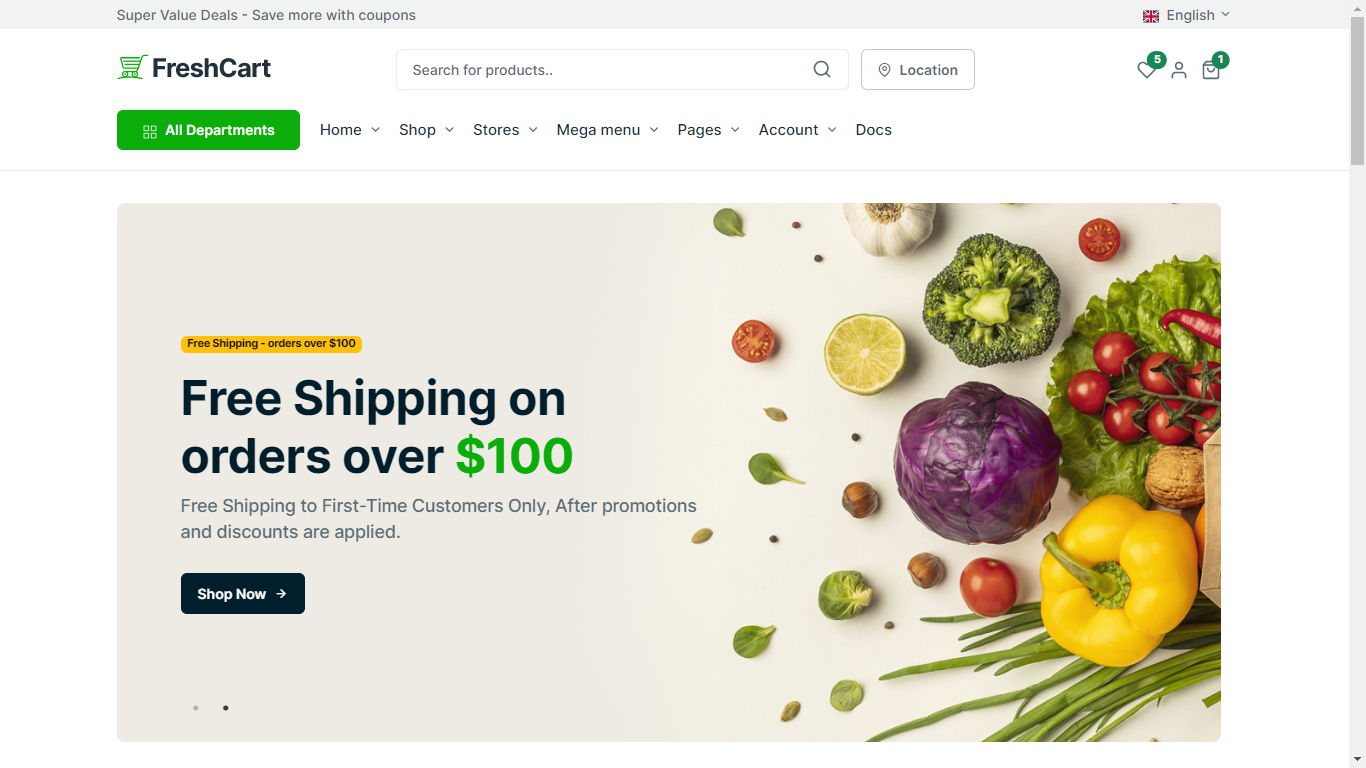 Super Value Deals - Save more with coupons
English
FreshCart
Search for products..
Location
5
1
All Departments
Home
Shop
Stores
Mega menu
Pages
Account
Docs
Free Shipping - orders over $100
Free Shipping on
orders over $100
Free Shipping to First-Time Customers Only, After promotions
and discounts are applied.
Shop Now